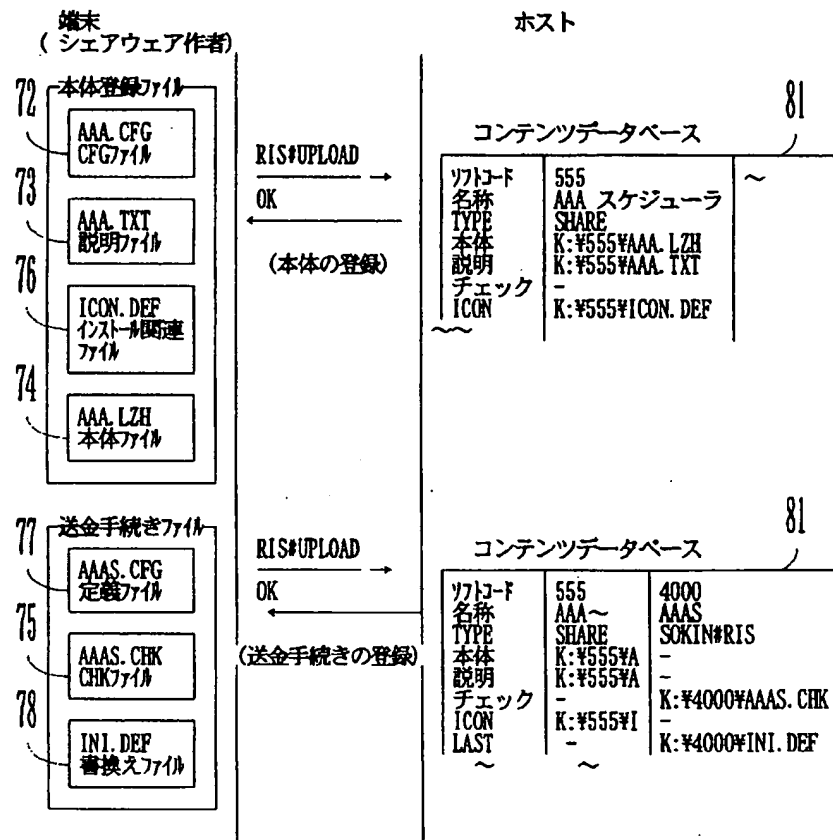 端末
( シェアウェア作者)
ホスト
本体登録ファイル
72
AAA.CFG
CFGファイル
73
AAA.TXT
説明ファイル
76
ICON.DEF
インストール関連
ファイル
74
AAA.LZH
本体ファイル
RIS#UPLOAD
OK
(本体の登録)
81
コンテンツデータベース
ソフトコード 555 ~
名称 AAA スケジューラ
TYPE SHARE
本体 K:¥555¥AAA.LZH
説明 K:¥555¥AAA.TXT
チェック -
ICON K:¥555¥ICON.DEF
~~
送金手続きファイル
77
AAAS.CFG
定義ファイル
75
AAAS.CHK
CHKファイル
78
INI.DEF
書換えファイル
RIS#UPLOAD
OK
(送金手続きの登録)
81
コンテンツデータベース
ソフトコード 555 4000
名称 AAA~ AAAS
TYPE SHARE SOKIN#RIS
本体 K:¥555¥A -
説明 K:¥555¥A ~
チェック - K:¥4000¥AAAS.CHK
ICON K:¥555¥I -
LAST - K:¥4000¥INI.DEF
~ ~